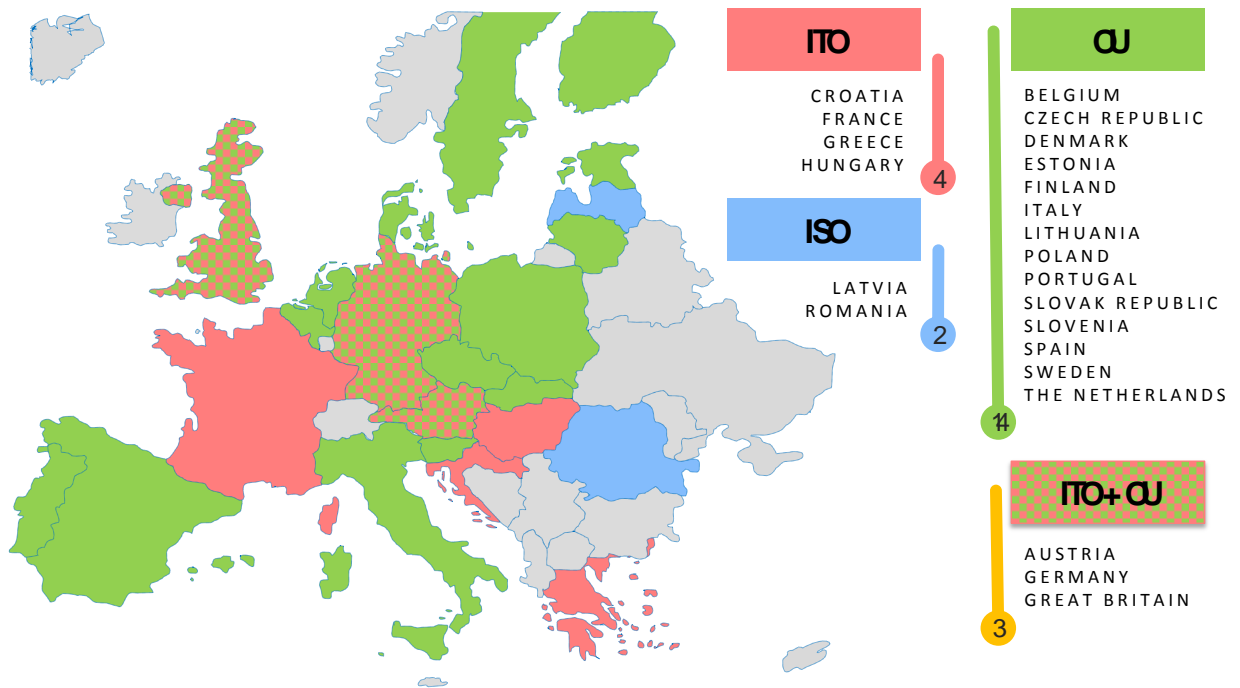 ITO
CROATIA
FRANCE
GREECE
HUNGARY
4
ISO
LATVIA
ROMANIA
2
OU
BELGIUM
CZECH REPUBLIC
DENMARK
ESTONIA
FINLAND
ITALY
LITHUANIA
POLAND
PORTUGAL
SLOVAK REPUBLIC
SLOVENIA
SPAIN
SWEDEN
THE NETHERLANDS
14
ITO+ OU
AUSTRIA
GERMANY
GREAT BRITAIN
3